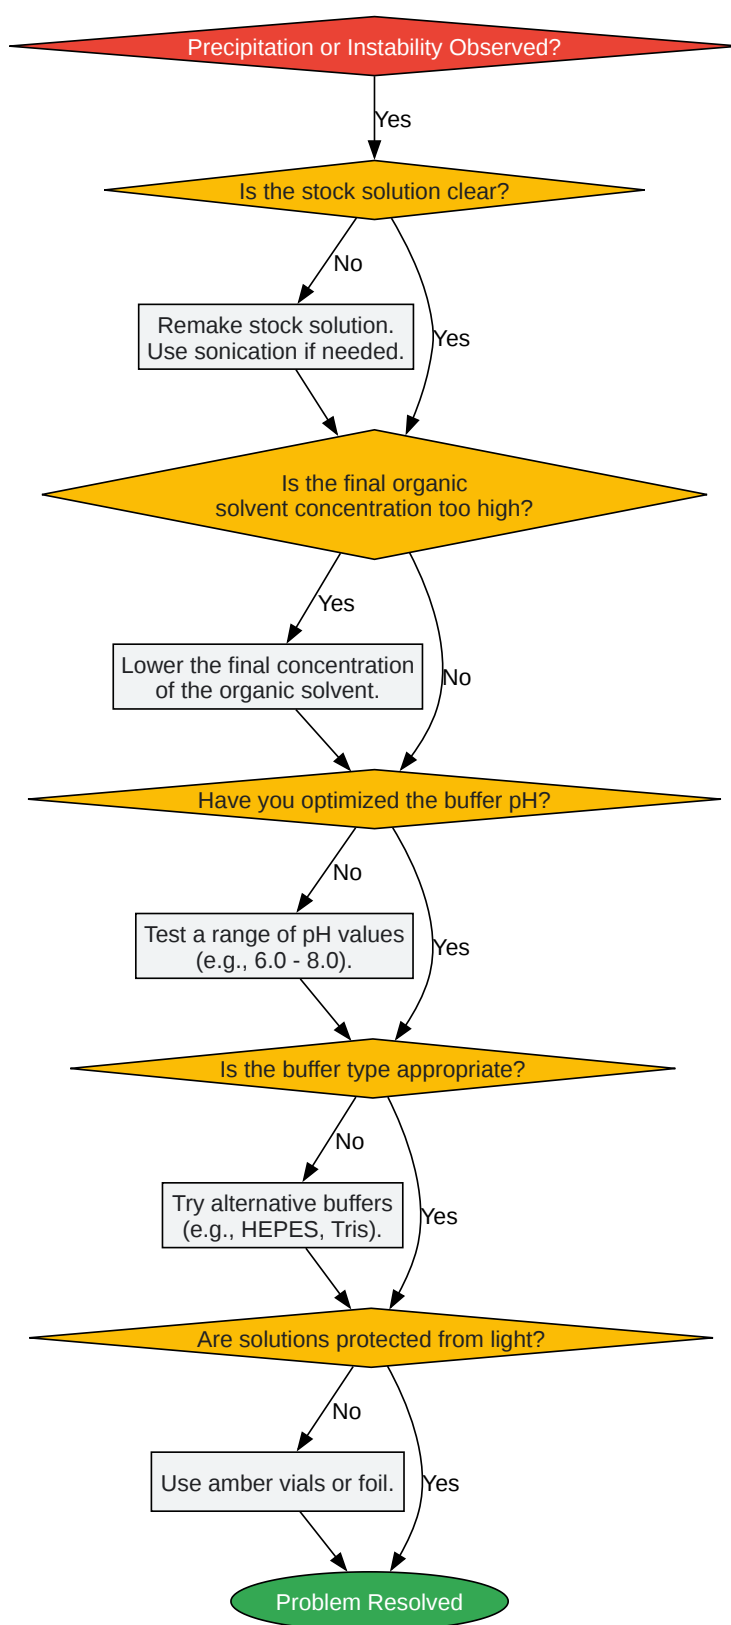 Precipitation or Instability Observed?
Yes
Is the stock solution clear?
No
Remake stock solution.
Use sonication if needed.
Yes
Is the final organic
solvent concentration too high?
Yes
Lower the final concentration
of the organic solvent.
No
Have you optimized the buffer pH?
No
Test a range of pH values
(e.g., 6.0 - 8.0).
Yes
Is the buffer type appropriate?
No
Try alternative buffers
(e.g., HEPES, Tris).
Yes
Are solutions protected from light?
No
Use amber vials or foil.
Yes
Problem Resolved